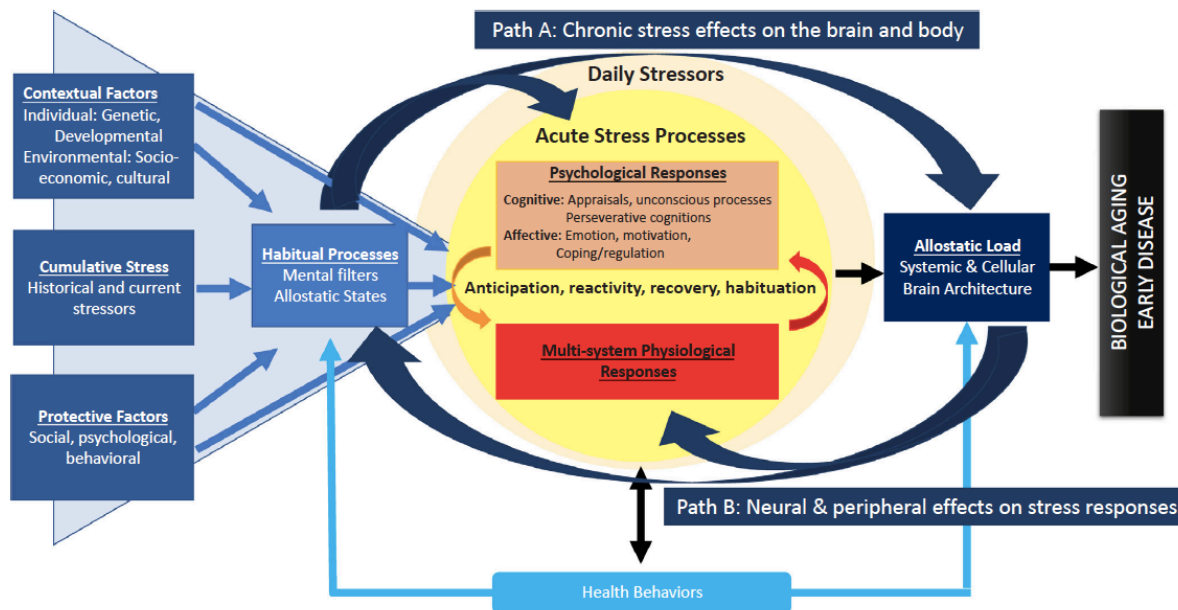 Path A: Chronic stress effects on the brain and body
Contextual Factors
Individual: Genetic,
Developmental
Environmental: Socio-
economic, cultural
Cumulative Stress
Historical and current
stressors
Protective Factors
Social, psychological,
behavioral
Habitual Processes
Mental filters
Allostatic States
Daily Stressors
Acute Stress Processes
Psychological Responses
Cognitive: Appraisals, unconscious processes
Perseverative cognitions
Affective: Emotion, motivation,
Coping/regulation
Anticipation, reactivity, recovery, habituation
Multi-system Physiological
Responses
Allostatic Load
Systemic & Cellular
Brain Architecture
BIOLOGICAL AGING
EARLY DISEASE
Path B: Neural & peripheral effects on stress responses
Health Behaviors